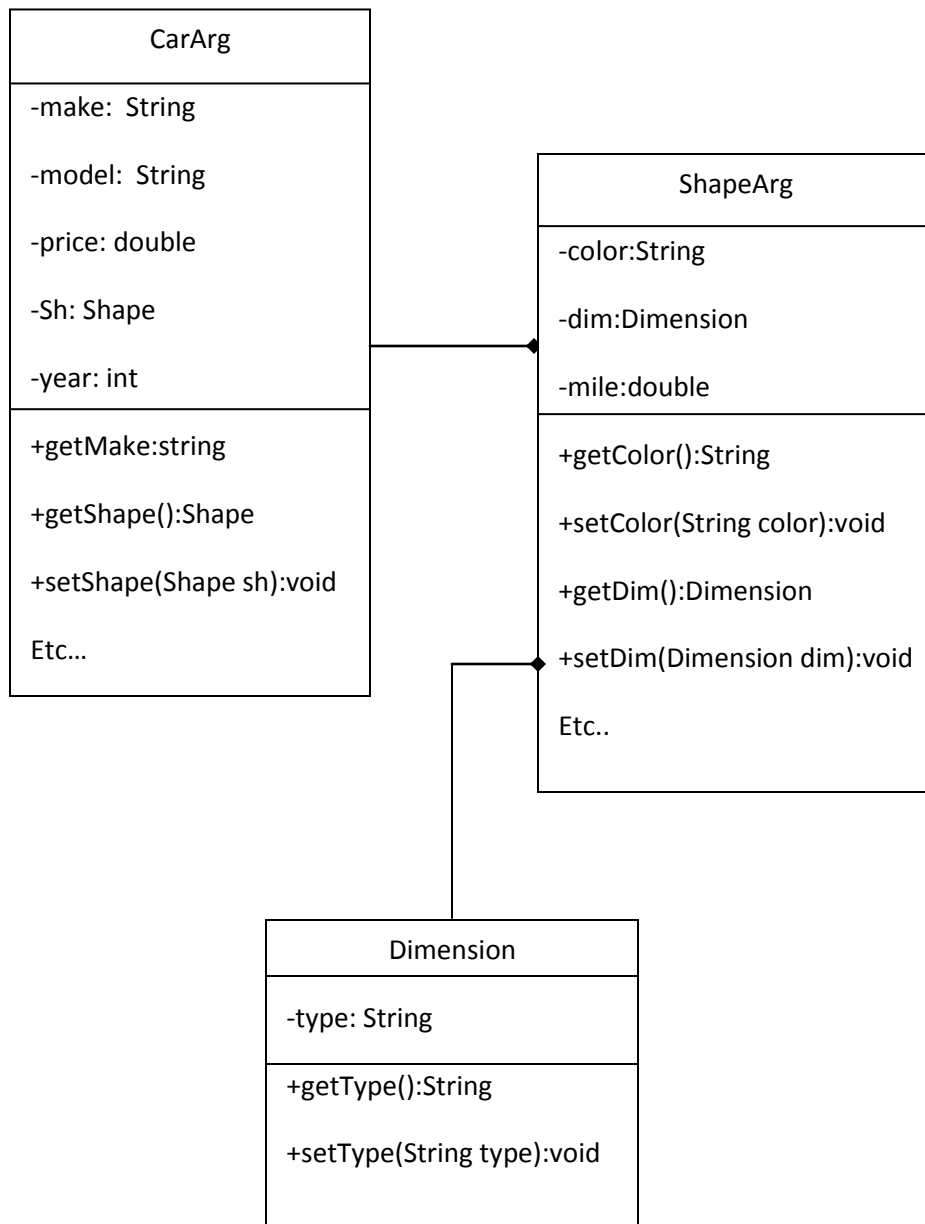 CarArg
-make:  String
-model:  String
-price: double
-Sh: Shape
-year: int
+getMake:string
+getShape():Shape
+setShape(Shape sh):void
Etc...
ShapeArg
-color:String
-dim:Dimension
-mile:double
+getColor():String
+setColor(String color):void
+getDim():Dimension
+setDim(Dimension dim):void
Etc..
Dimension
-type: String
+getType():String
+setType(String type):void